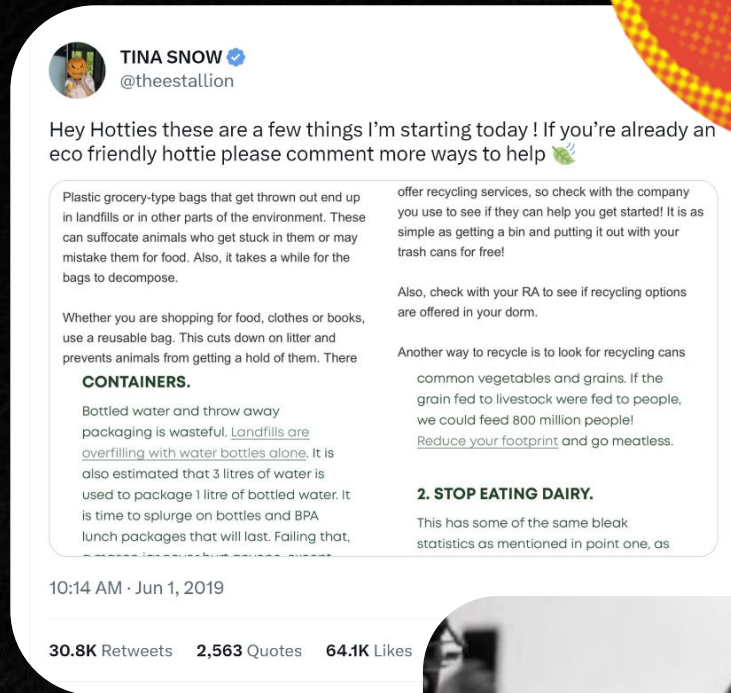 TINA SNOW
@theestallion
Hey Hotties these are a few things I'm starting today ! If you're already an
eco friendly hottie please comment more ways to help
Plastic grocery-type bags that get thrown out end up
in landfills or in other parts of the environment. These
can suffocate animals who get stuck in them or may
mistake them for food. Also, it takes a while for the
bags to decompose.
Whether you are shopping for food, clothes or books,
use a reusable bag. This cuts down on litter and
prevents animals from getting a hold of them. There
offer recycling services, so check with the company
you use to see if they can help you get started! It is as
simple as getting a bin and putting it out with your
trash cans for free!
Also, check with your RA to see if recycling options
are offered in your dorm.
Another way to recycle is to look for recycling cans
CONTAINERS.
Bottled water and throw away
packaging is wasteful. Landfills are
overfilling with water bottles alone. It is
also estimated that 3 litres of water is
used to package 1 litre of bottled water. It
is time to splurge on bottles and BPA
lunch packages that will last. Failing that,
a mason jar never hurt anyone, except
common vegetables and grains. If the
grain fed to livestock were fed to people,
we could feed 800 million people!
Reduce your footprint and go meatless.
2. STOP EATING DAIRY.
This has some of the same bleak
statistics as mentioned in point one, as
10:14 AM · Jun 1, 2019
30.8K Retweets 2,563 Quotes 64.1K Likes